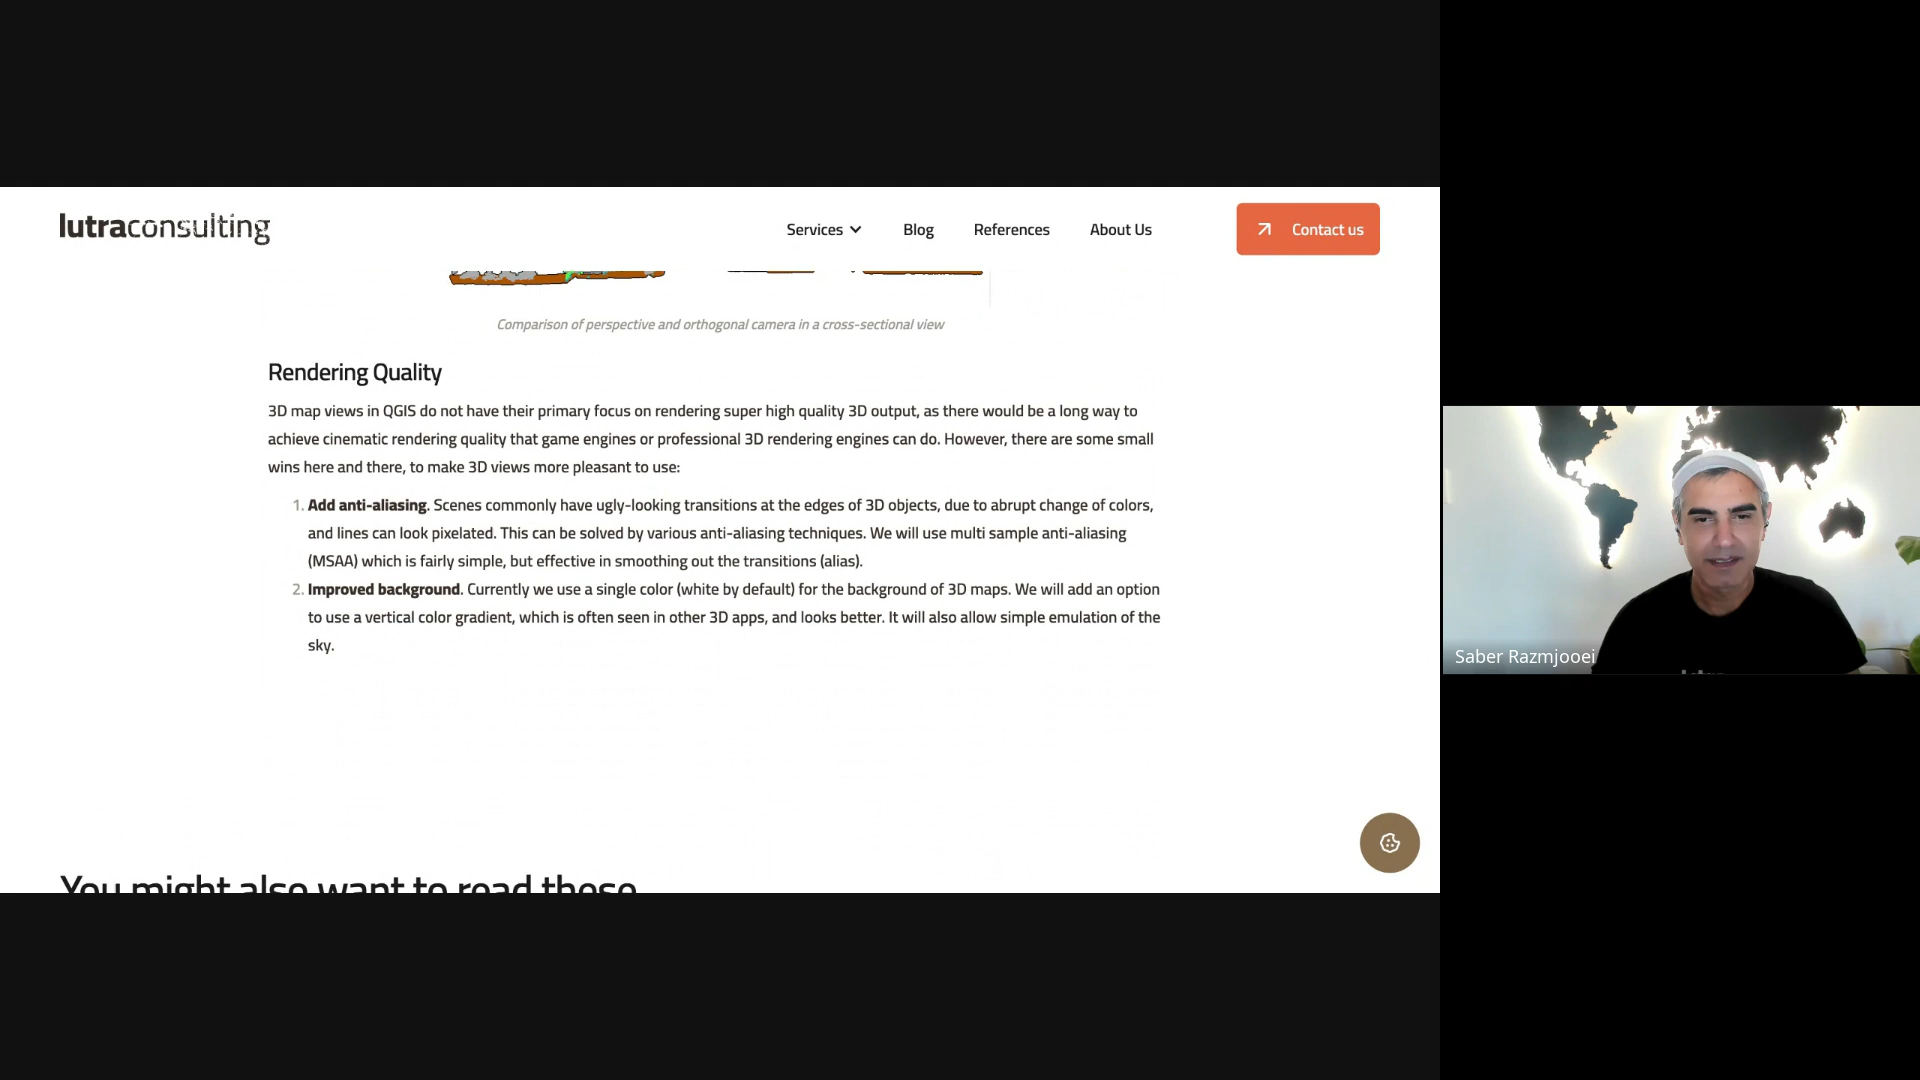 lutraconsulting
Services
Blog
References
About Us
Contact us
Comparison of perspective and orthogonal camera in a cross-sectional view
Rendering Quality
3D map views in QGIS do not have their primary focus on rendering super high quality 3D output, as there would be a long way to
achieve cinematic rendering quality that game engines or professional 3D rendering engines can do. However, there are some small
wins here and there, to make 3D views more pleasant to use:
1. Add anti-aliasing. Scenes commonly have ugly-looking transitions at the edges of 3D objects, due to abrupt change of colors,
and lines can look pixelated. This can be solved by various anti-aliasing techniques. We will use multi sample anti-aliasing
(MSAA) which is fairly simple, but effective in smoothing out the transitions (alias).
2. Improved background. Currently we use a single color (white by default) for the background of 3D maps. We will add an option
to use a vertical color gradient, which is often seen in other 3D apps, and looks better. It will also allow simple emulation of the
sky.
You might also want to read these
Saber Razmjooei